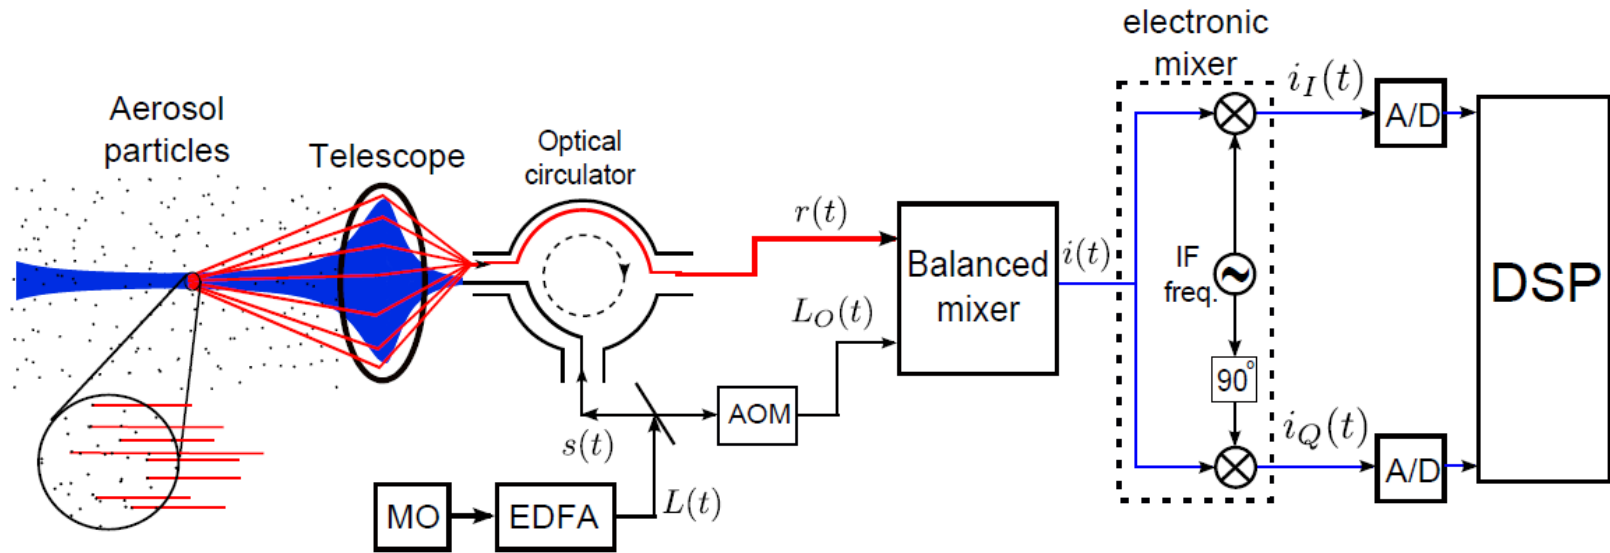 electronic
mixer
Aerosol
particles
Telescope
Optical
circulator
r(t)
L_O(t)
Balanced
mixer
i(t)
IF
freq.
~
90°
i_I(t)
i_Q(t)
A/D
A/D
DSP
s(t)
AOM
MO
EDFA
L(t)